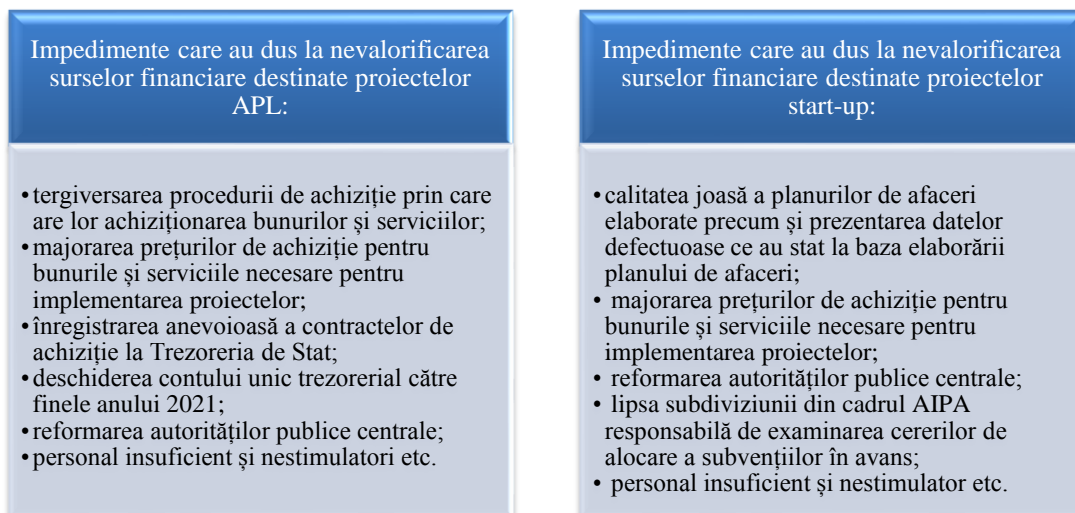 Impedimente care au dus la nevalorificarea
surselor financiare destinate proiectelor
APL:
• tergiversarea procedurii de achiziție prin care
are lor achiziționarea bunurilor și serviciilor;
• majorarea prețurilor de achiziție pentru
bunurile și serviciile necesare pentru
implementarea proiectelor;
• înregistrarea anevoioasă a contractelor de
achiziție la Trezoreria de Stat;
• deschiderea contului unic trezorerial către
finele anului 2021;
• reformarea autorităților publice centrale;
• personal insuficient și nestimulatori etc.
Impedimente care au dus la nevalorificarea
surselor financiare destinate proiectelor
start-up:
• calitatea joasă a planurilor de afaceri
elaborate precum și prezentarea datelor
defectuoase ce au stat la baza elaborării
planului de afaceri;
• majorarea prețurilor de achiziție pentru
bunurile și serviciile necesare pentru
implementarea proiectelor;
• reformarea autorităților publice centrale;
• lipsa subdiviziunii din cadrul AIPA
responsabilă de examinarea cererilor de
alocare a subvențiilor în avans;
• personal insuficient și nestimulator etc.